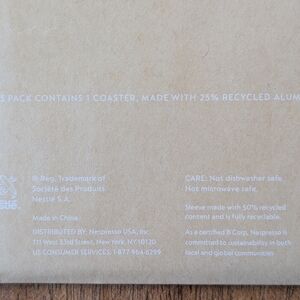 PACK CONTAINS 1 COASTER, MADE WITH 25% RECYCLED ALUM
® Reg. Trademark of
Société des Produits
Nestlé S.A.
Made in China
DISTRIBUTED BY: Nespresso USA, Inc.
111 West 33rd Street, New York, NY 10120
US CONSUMER SERVICES: 1-877-964-6299
CARE: Not dishwasher safe.
Not microwave safe.
Sleeve made with 50% recycled
content and is fully recyclable.
As a certified B Corp, Nespresso is
committed to sustainability in both
local and global communities